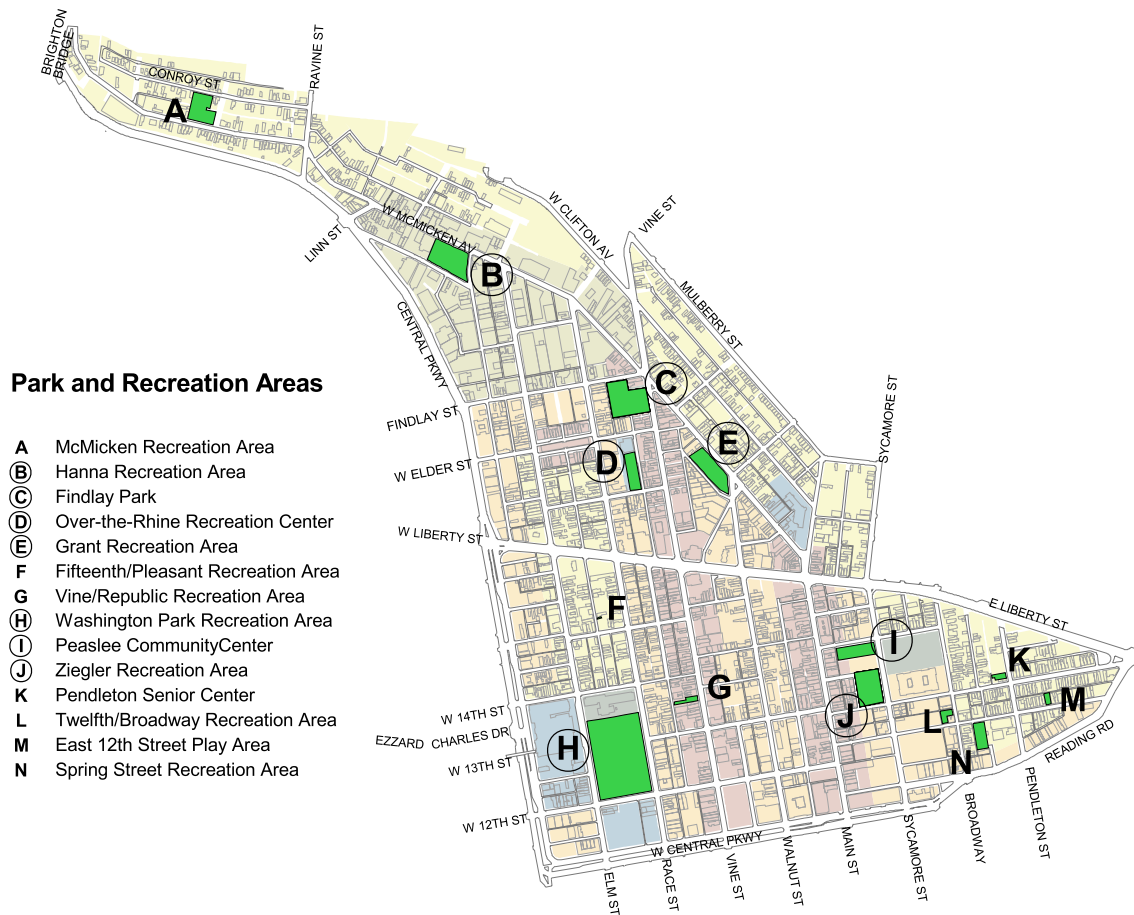 BRIGHTON
BRIDGE
RAVINE ST
CONROY ST
A
W CLIFTON AV
VINE ST
W MCMICKEN AV
LINN ST
B
MULBERRY ST
CENTRAL PKWY
Park and Recreation Areas
C
SYCAMORE ST
FINDLAY ST
E
D
W ELDER ST
A McMicken Recreation Area
B Hanna Recreation Area
C Findlay Park
D Over-the-Rhine Recreation Center
E Grant Recreation Area
F Fifteenth/Pleasant Recreation Area
G Vine/Republic Recreation Area
H Washington Park Recreation Area
I Peaslee CommunityCenter
J Ziegler Recreation Area
K Pendleton Senior Center
L Twelfth/Broadway Recreation Area
M East 12th Street Play Area
N Spring Street Recreation Area
W LIBERTY ST
F
E LIBERTY ST
I
K
G
M
W 14TH ST
J
L
EZZARD CHARLES DR
H
READING RD
W 13TH ST
N
W 12TH ST
W CENTRAL PKWY
ELM ST
RACE ST
VINE ST
WALNUT ST
MAIN ST
SYCAMORE ST
BROADWAY
PENDLETON ST